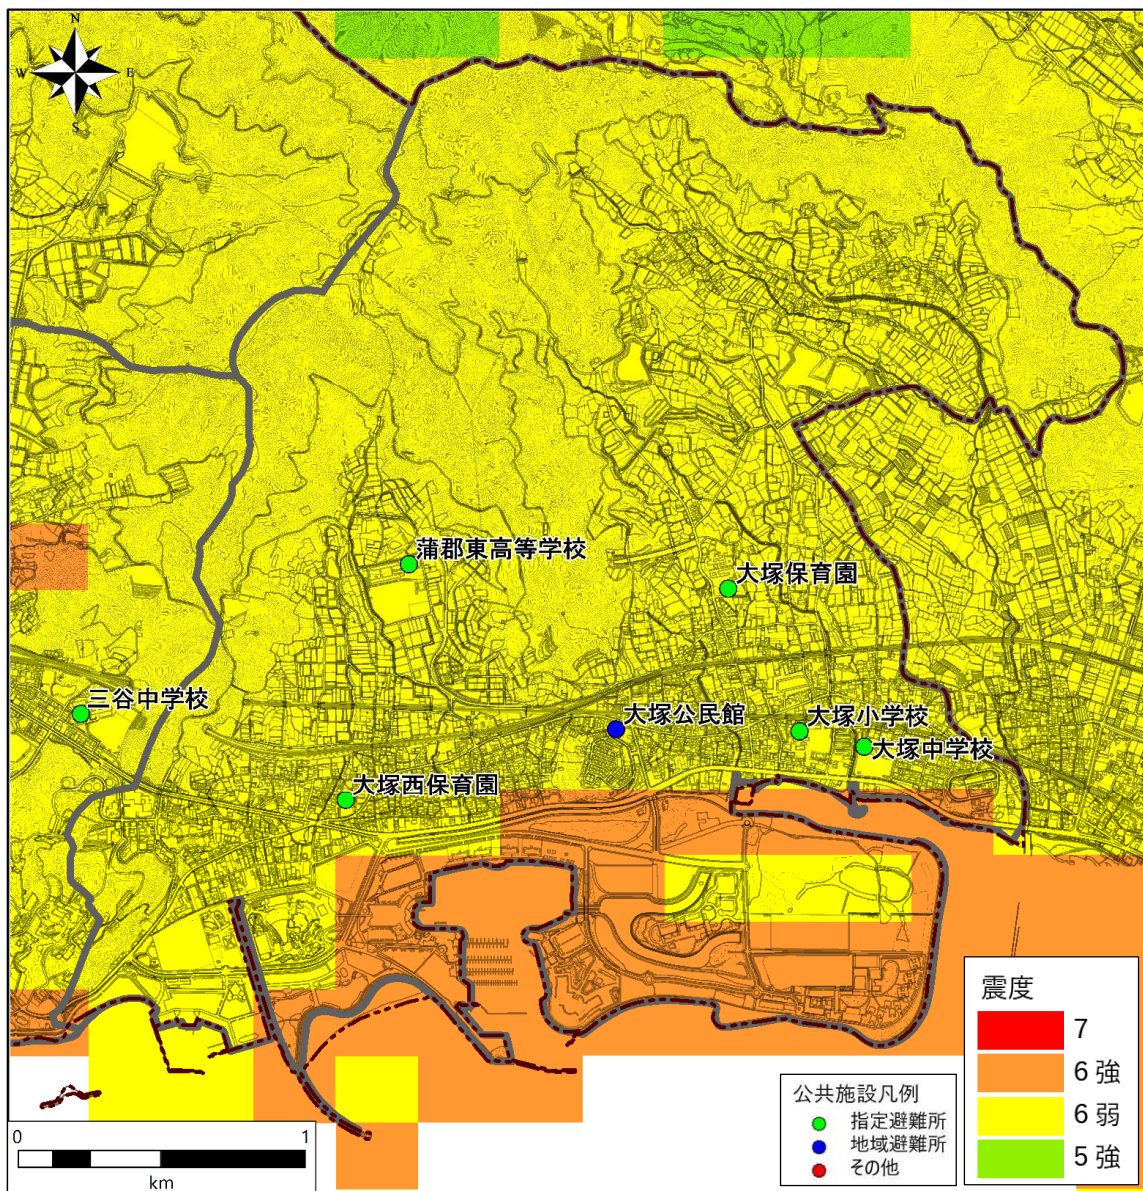 N
W
E
S
蒲郡東高等学校
大塚保育園
三谷中学校
大塚公民館
大塚小学校
大塚中学校
大塚西保育園
震度
7
6強
6弱
5強
公共施設凡例
指定避難所
地域避難所
その他
0 1
km